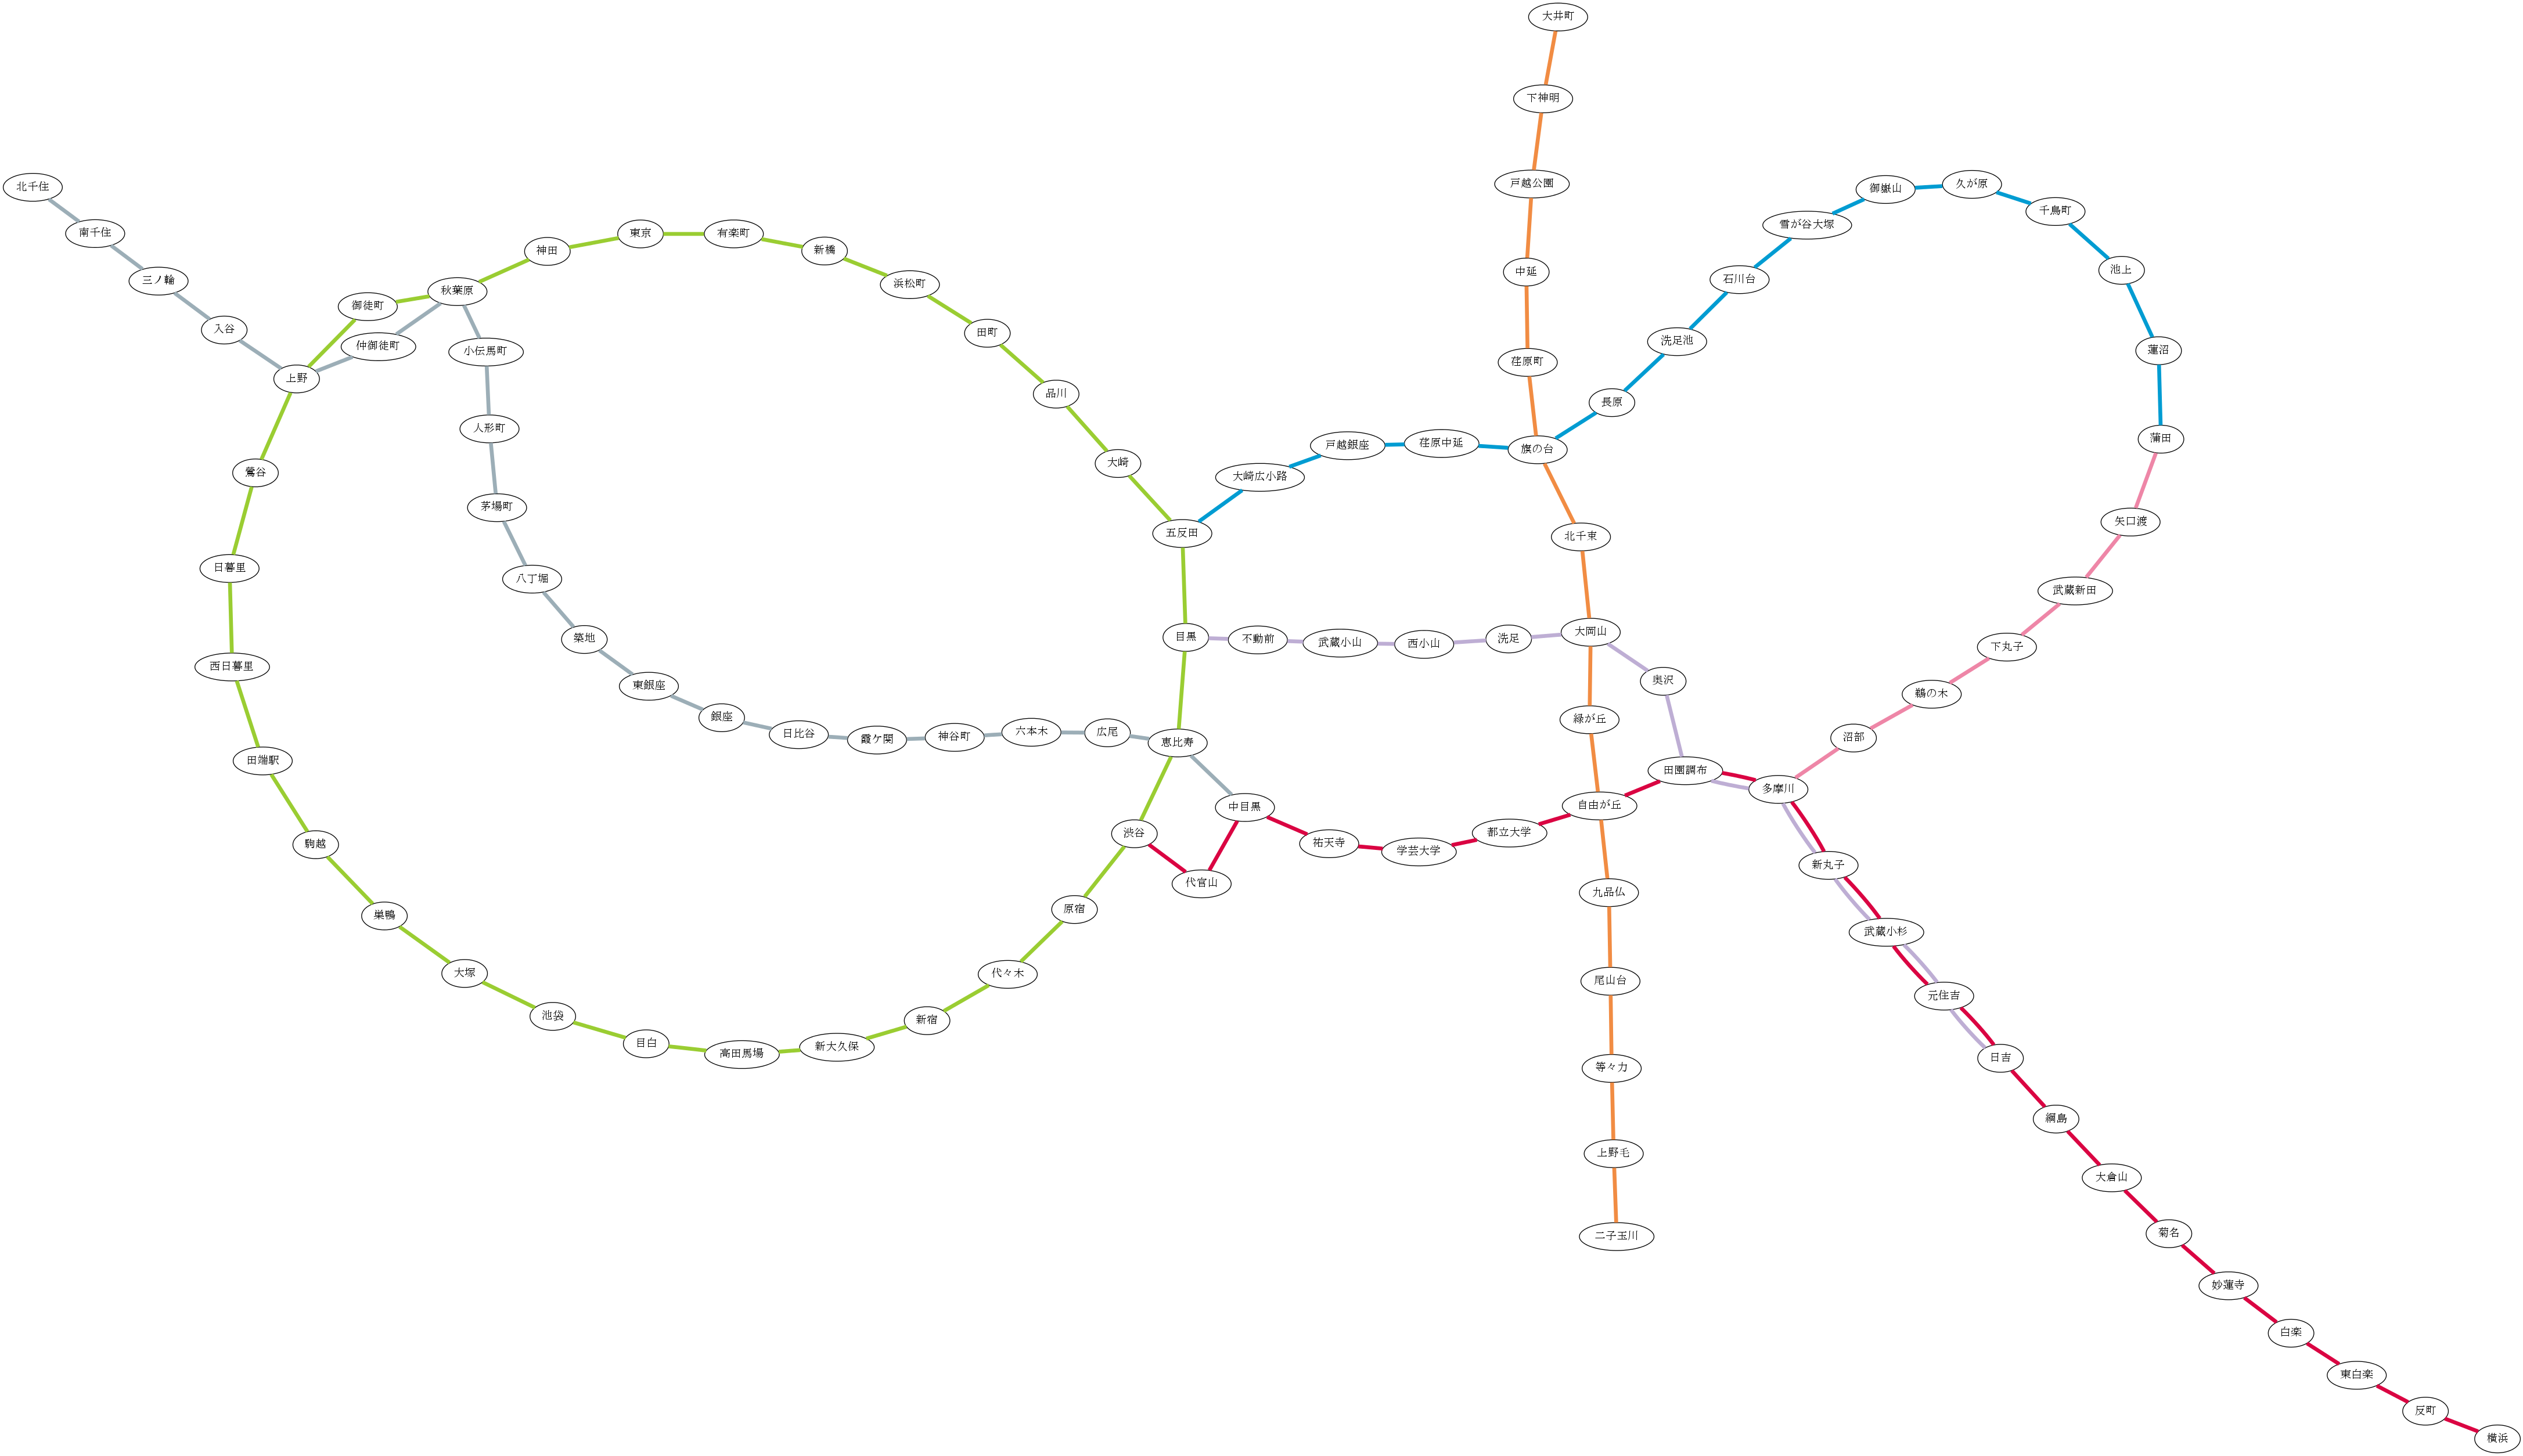 大井町
下神明
戸越公園
中延
荏原町
旗の台
北千束
大岡山
緑が丘
自由が丘
九品仏
尾山台
等々力
上野毛
二子玉川
北千住
南千住
三ノ輪
入谷
上野
仲御徒町
秋葉原
小伝馬町
人形町
茅場町
八丁堀
築地
東銀座
銀座
日比谷
霞ケ関
神谷町
六本木
広尾
恵比寿
中目黒
御徒町
神田
東京
有楽町
新橋
浜松町
田町
品川
大崎
五反田
目黒
渋谷
原宿
代々木
新宿
新大久保
高田馬場
目白
池袋
大塚
巣鴨
駒越
田端駅
西日暮里
日暮里
鶯谷
大崎広小路
戸越銀座
荏原中延
長原
洗足池
石川台
雪が谷大塚
御嶽山
久が原
千鳥町
池上
蓮沼
蒲田
矢口渡
武蔵新田
下丸子
鵜の木
沼部
多摩川
不動前
武蔵小山
西小山
洗足
奥沢
田園調布
代官山
祐天寺
学芸大学
都立大学
新丸子
武蔵小杉
元住吉
日吉
綱島
大倉山
菊名
妙蓮寺
白楽
東白楽
反町
横浜